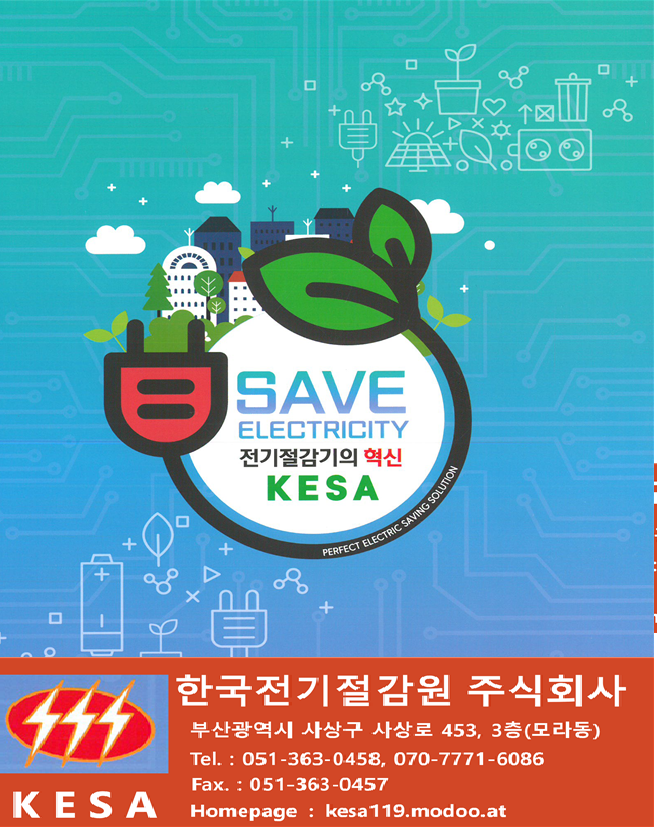 SAVE
ELECTRICITY
전기절감기의 혁신
KESA
PERFECT ELECTRIC SAVING SOLUTION
한국전기절감원 주식회사
부산광역시 사상구 사상로 453, 3층(모라동)
Tel. : 051-363-0458, 070-7771-6086
Fax. : 051-363-0457
KESA
Homepage : kesa119.modoo.at